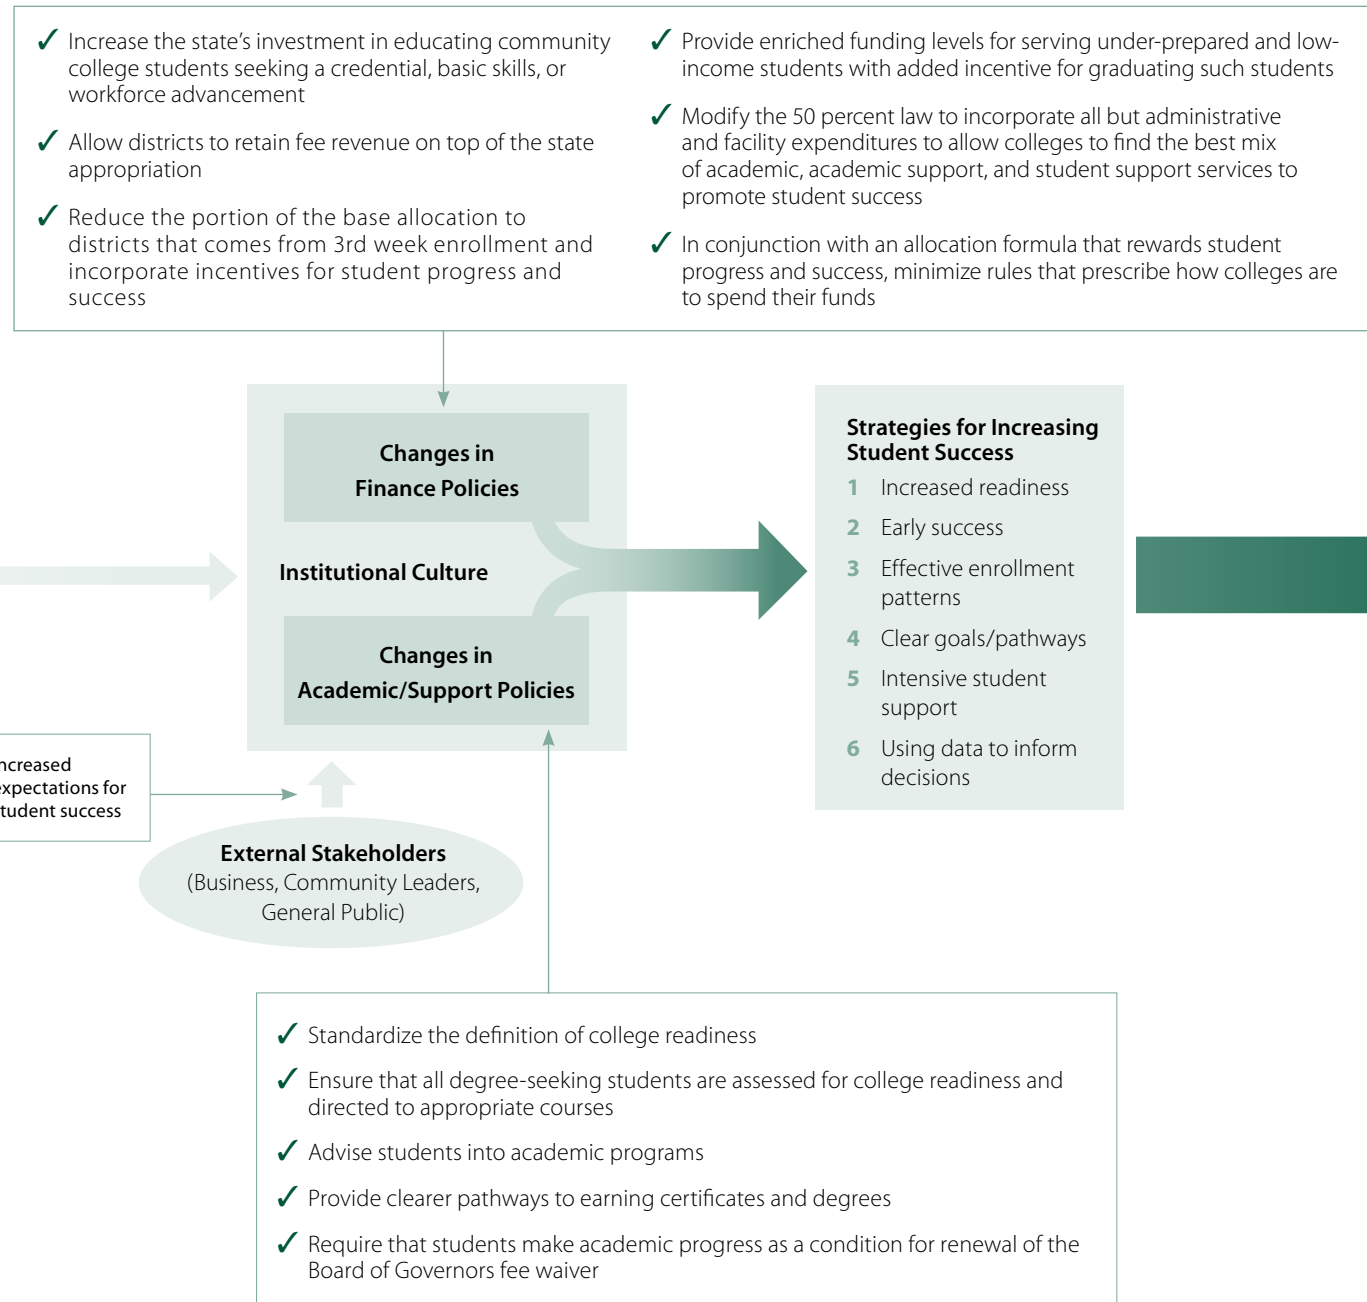 ✓ Increase the state’s investment in educating community
college students seeking a credential, basic skills, or
workforce advancement
✓ Allow districts to retain fee revenue on top of the state
appropriation
✓ Reduce the portion of the base allocation to
districts that comes from 3rd week enrollment and
incorporate incentives for student progress and
success
✓ Provide enriched funding levels for serving under-prepared and low-
income students with added incentive for graduating such students
✓ Modify the 50 percent law to incorporate all but administrative
and facility expenditures to allow colleges to find the best mix
of academic, academic support, and student support services to
promote student success
✓ In conjunction with an allocation formula that rewards student
progress and success, minimize rules that prescribe how colleges are
to spend their funds
Changes in
Finance Policies
Institutional Culture
Changes in
Academic/Support Policies
Strategies for Increasing
Student Success
1 Increased readiness
2 Early success
3 Effective enrollment
patterns
4 Clear goals/pathways
5 Intensive student
support
6 Using data to inform
decisions
ncreased
expectations for
tudent success
External Stakeholders
(Business, Community Leaders,
General Public)
✓ Standardize the definition of college readiness
✓ Ensure that all degree-seeking students are assessed for college readiness and
directed to appropriate courses
✓ Advise students into academic programs
✓ Provide clearer pathways to earning certificates and degrees
✓ Require that students make academic progress as a condition for renewal of the
Board of Governors fee waiver